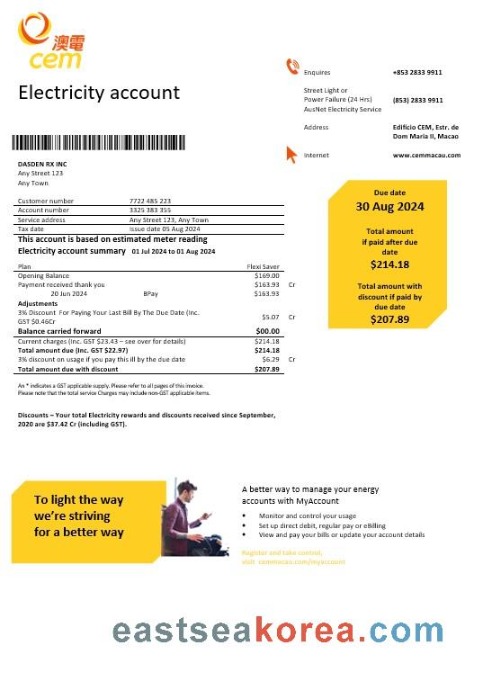 澳電
cem
Electricity account
Enquires +853 2833 9911
Street Light or
Power Failure (24 Hrs) (853) 2833 9911
AusNet Electricity Service
Address Edifício CEM, Estr. de
Dom Maria II, Macao
Internet www.cemmacau.com
DASDEN RX INC
Any Street 123
Any Town
Customer number 7722 485 223
Account number 3325 383 355
Service address Any Street 123, Any Town
Tax date Issue date 05 Aug 2024
This account is based on estimated meter reading
Electricity account summary 01 Jul 2024 to 01 Aug 2024
Plan Flexi Saver
Opening Balance $169.00
Payment received thank you $163.93 Cr
20 Jun 2024 BPay $163.93
Adjustments
3% Discount For Paying Your Last Bill By The Due Date (Inc.
GST $0.46Cr $5.07 Cr
Balance carried forward $00.00
Current charges (Inc. GST $23.43 – see over for details) $214.18
Total amount due (Inc. GST $22.97) $214.18
3% discount on usage if you pay this ill by the due date $6.29 Cr
Total amount due with discount $207.89
An * indicates a GST applicable supply. Please refer to all pages of this invoice.
Please note that the total service Charges may include non-GST applicable items.
Discounts – Your total Electricity rewards and discounts received since September,
2020 are $37.42 Cr (including GST).
Due date
30 Aug 2024
Total amount
if paid after due
date
$214.18
Total amount with
discount if paid by
due date
$207.89
To light the way
we're striving
for a better way
A better way to manage your energy
accounts with MyAccount
• Monitor and control your usage
• Set up direct debit, regular pay or eBilling
• View and pay your bills or update your account details
Register and take control,
visit cemmacau.com/myaccount
eastseakorea.com